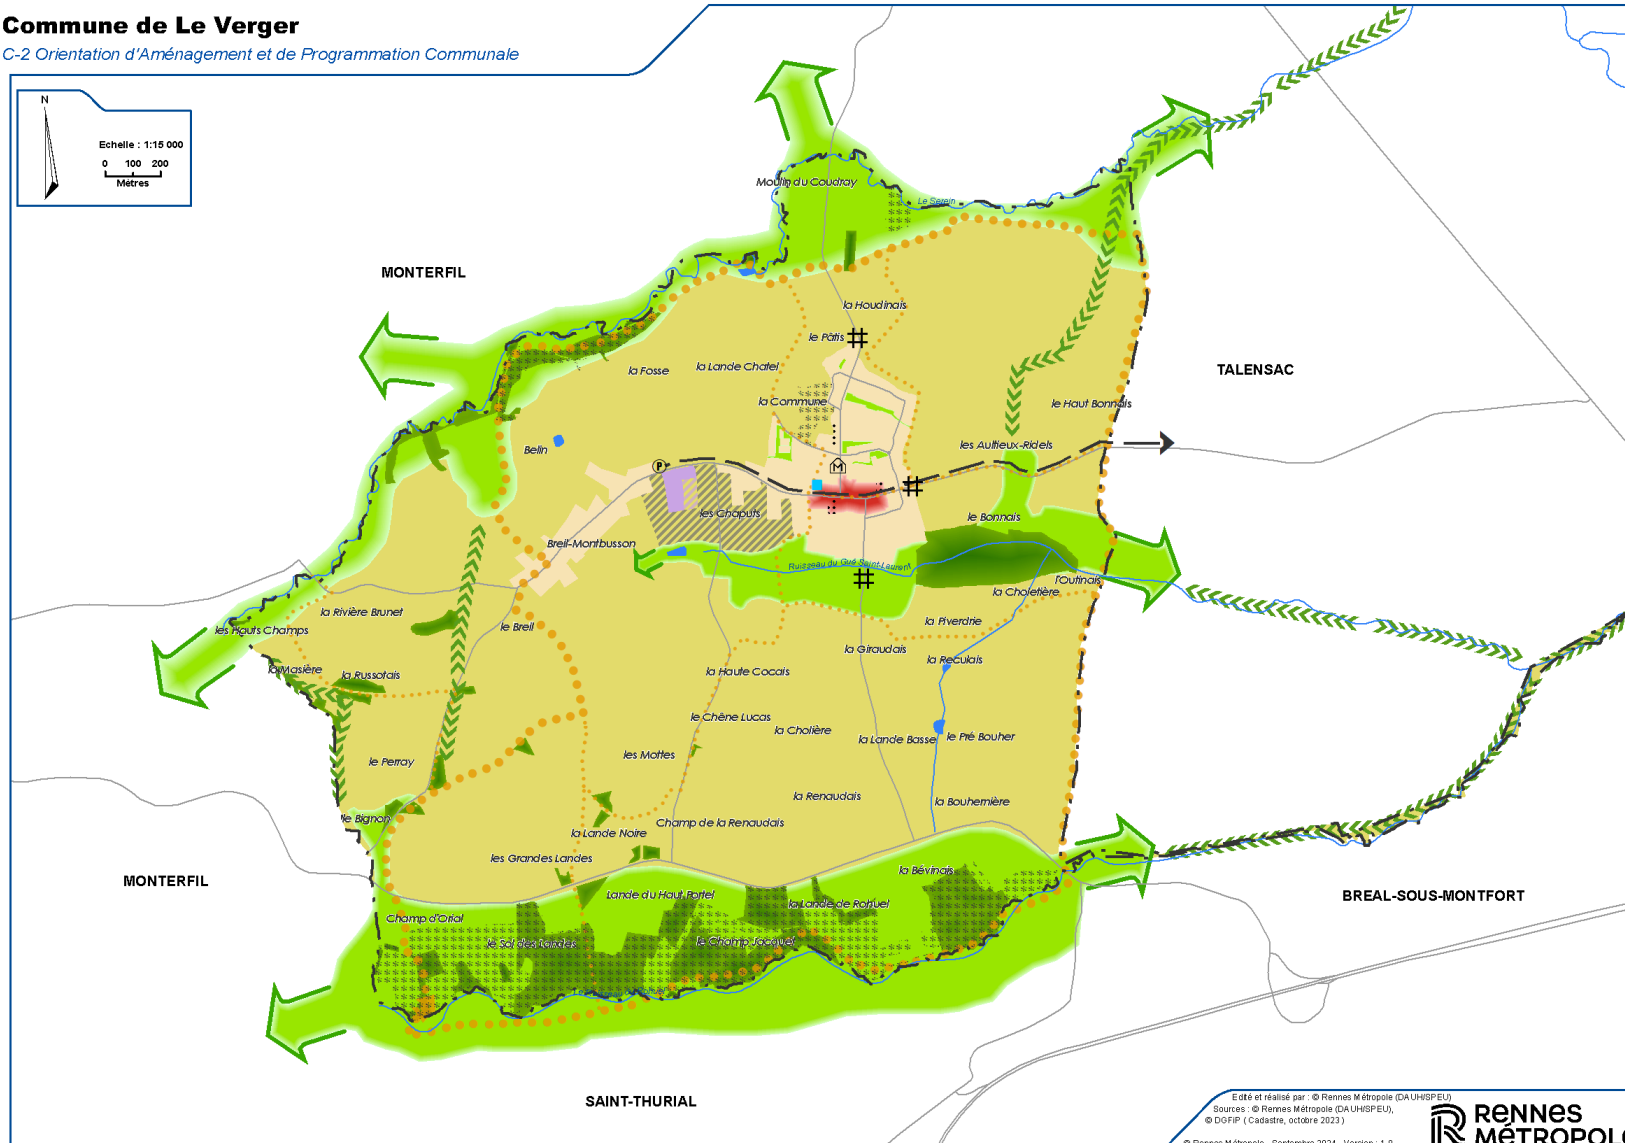 Commune de Le Verger
C-2 Orientation d'Aménagement et de Programmation Communale
N
Echelle : 1:15 000
0 100 200
Mètres
Moulin du Coudray
Le Serein
MONTERFIL
la Houdinais
le Pâtis
la Fosse
la Lande Chatel
TALENSAC
la Commune
le Haut Bonnais
les Aulfieux-Ridels
Belin
P
M
les Chaputs
le Bonnais
Breil-Montbusson
Ruisseau du Gué Saint-Laurent
l'Outinais
la Choletière
la Rivière Brunet
les Hauts Champs
le Breil
la Piverdrie
la Giraudais
la Reculais
la Masière
la Russotais
la Haute Cocais
le Chêne Lucas
la Cholière
la Lande Basse
le Pré Bouher
les Mottes
le Perray
la Renaudais
la Bouhernière
le Bignon
Champ de la Renaudais
la Lande Noire
les Grandes Landes
la Bévinais
MONTERFIL
Lande du Haut Portel
la Lande de Rohuel
BREAL-SOUS-MONTFORT
Champ d'Orial
le Sol des Landes
le Champ Jacquet
SAINT-THURIAL
Edité et réalisé par : © Rennes Métropole (DAUH/SPEU)
Sources : © Rennes Métropole (DAUH/SPEU),
© DGFiP ( Cadastre, octobre 2023 )
© Rennes Métropole - Septembre 2024 - Version : 1.0
RENNES
MÉTROPOLE